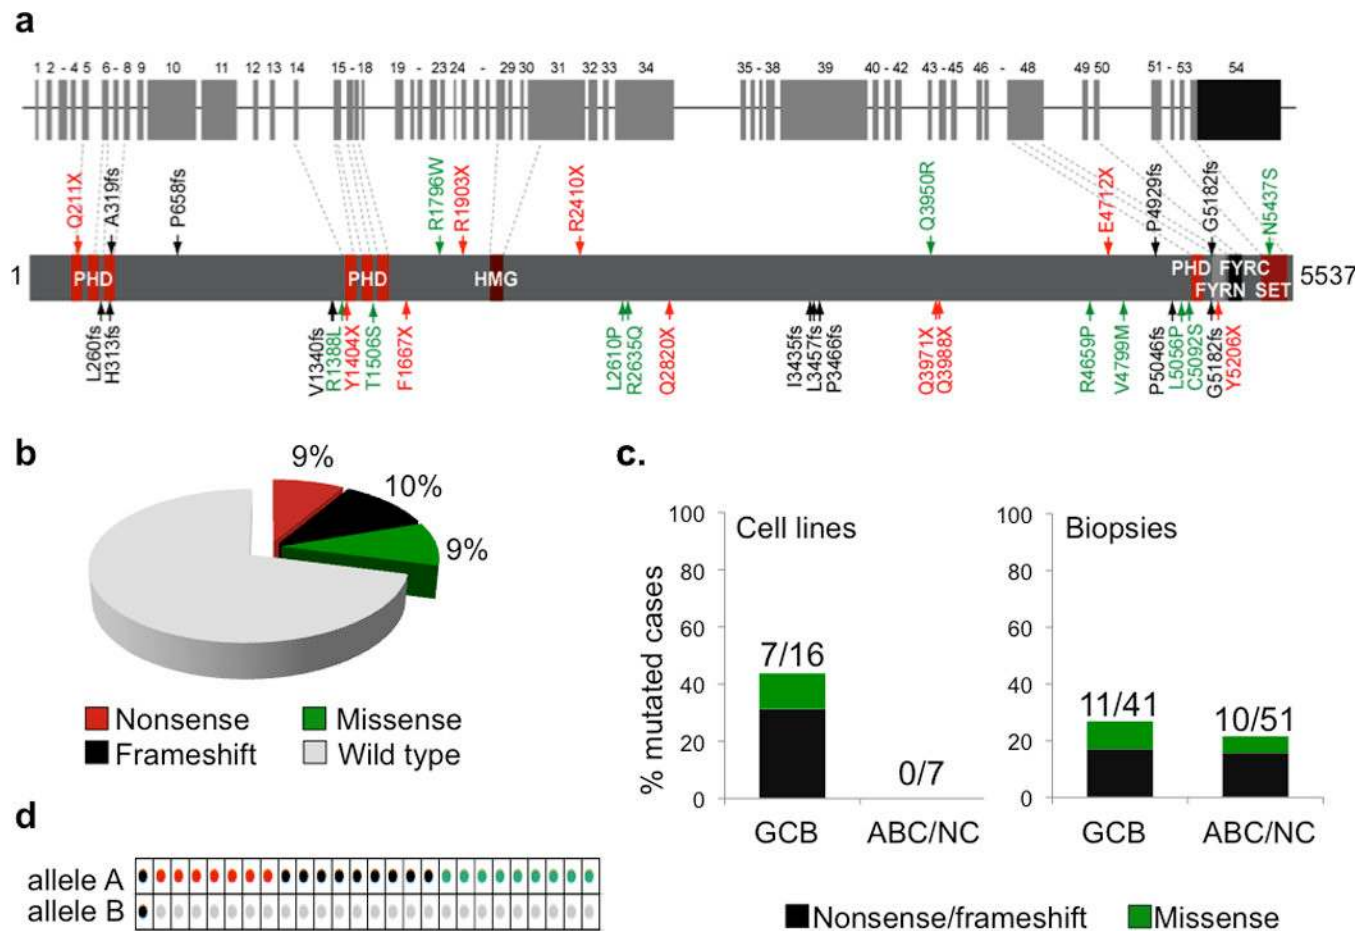 a
1 2 - 4 5 6 - 8 9 10 11 12 13 14 15 - 18 19 - 23 24 - 29 30 31 32 33 34 35 - 38 39 40 - 42 43 - 45 46 - 48 49 50 51 - 53 54
Q211X A319fs P658fs R1796W R1903X R2410X Q3950R E4712X P4929fs G5182fs N5437S
1 PHD PHD HMG PHD FYRC 5537
FYRN SET
L260fs H313fs V1340fs R1388L Y1404X T1506S F1667X L2610P R2635Q Q2820X I3435fs L3457fs P3466fs Q3971X Q3988X R4659P V4799M P5046fs L5056P C5092S G5182fs Y5206X
b
9%
10%
9%
Nonsense Missense
Frameshift Wild type
c.
% mutated cases
100
80
60
40
20
0
Cell lines
7/16
0/7
GCB ABC/NC
100
80
60
40
20
0
Biopsies
11/41
10/51
GCB ABC/NC
Nonsense/frameshift Missense
d
allele A
allele B